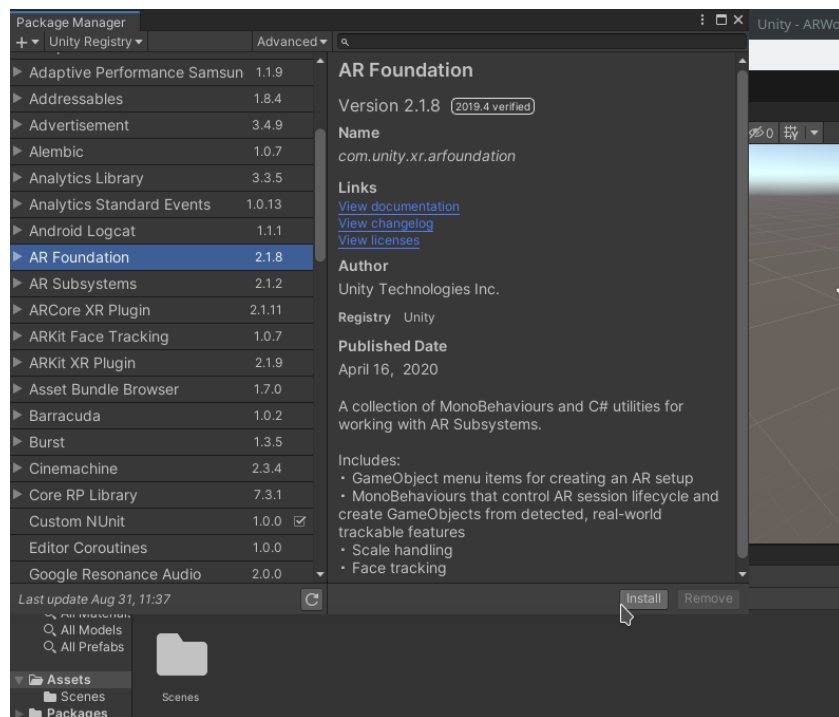 Package Manager
Unity - ARWo
+ Unity Registry Advanced
Adaptive Performance Samsun 1.1.9
Addressables 1.8.4
Advertisement 3.4.9
Alembic 1.0.7
Analytics Library 3.3.5
Analytics Standard Events 1.0.13
Android Logcat 1.1.1
AR Foundation 2.1.8
AR Subsystems 2.1.2
ARCore XR Plugin 2.1.11
ARKit Face Tracking 1.0.7
ARKit XR Plugin 2.1.9
Asset Bundle Browser 1.7.0
Barracuda 1.0.2
Burst 1.3.5
Cinemachine 2.3.4
Core RP Library 7.3.1
Custom NUnit 1.0.0
Editor Coroutines 1.0.0
Google Resonance Audio 2.0.0
Last update Aug 31, 11:37
AR Foundation
Version 2.1.8 2019.4 verified
Name
com.unity.xr.arfoundation
Links
View documentation
View changelog
View licenses
Author
Unity Technologies Inc.
Registry Unity
Published Date
April 16, 2020
A collection of MonoBehaviours and C# utilities for
working with AR Subsystems.
Includes:
• GameObject menu items for creating an AR setup
• MonoBehaviours that control AR session lifecycle and
create GameObjects from detected, real-world
trackable features
• Scale handling
• Face tracking
Install Remove
0
All Models
All Prefabs
Assets
Scenes
Packages
Scenes